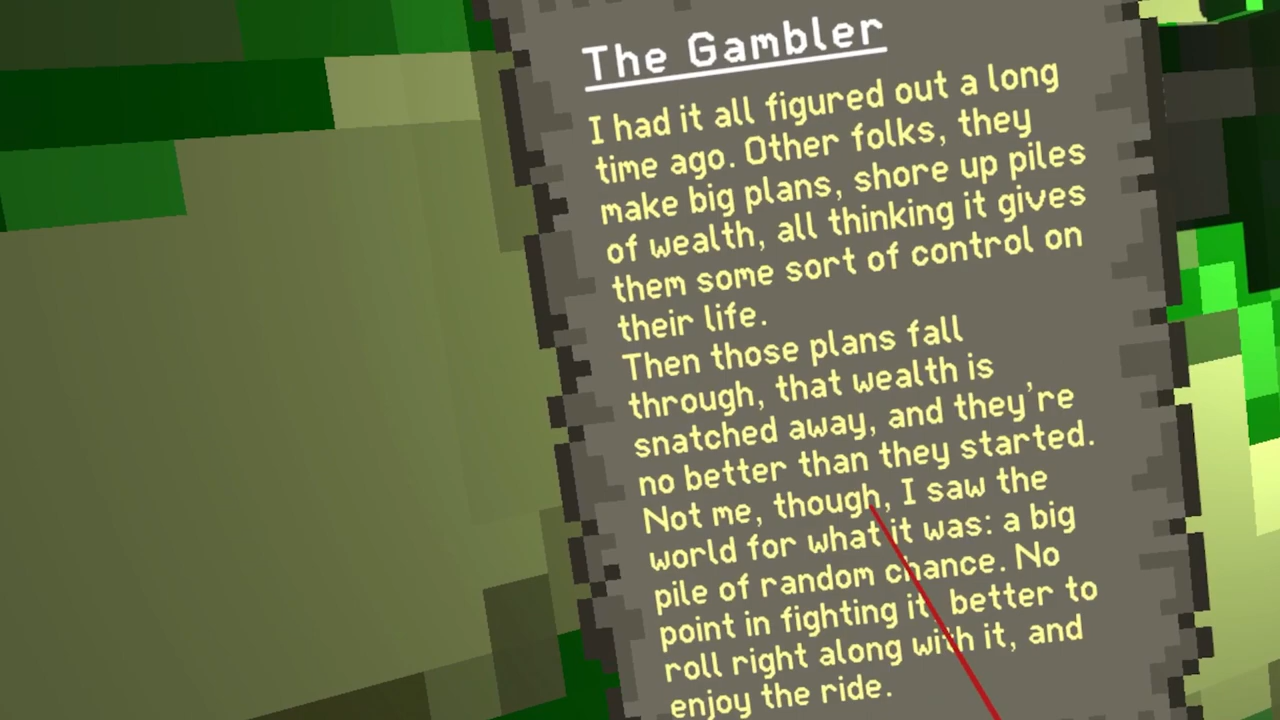 The Gambler
I had it all figured out a long
time ago. Other folks, they
make big plans, shore up piles
of wealth, all thinking it gives
them some sort of control on
their life.
Then those plans fall
through, that wealth is
snatched away, and they're
no better than they started.
Not me, though, I saw the
world for what it was: a big
pile of random chance. No
point in fighting it, better to
roll right along with it, and
enjoy the ride.